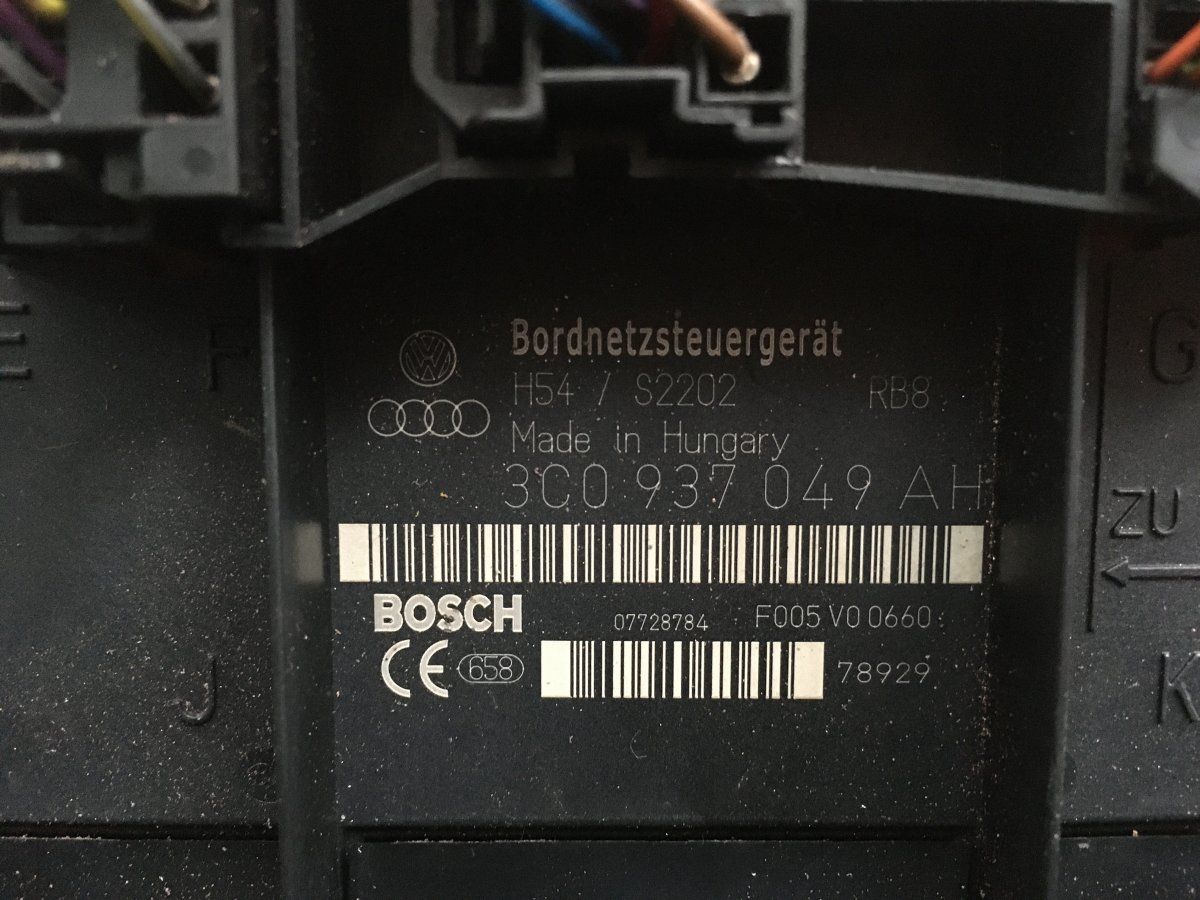 E
F
G
Bordnetzsteuergerät
H54 / S2202 RB8
Made in Hungary
3C0 937 049 AH
ZU
BOSCH 07728784 F005 V0 0660
CE 658 78929
J
K